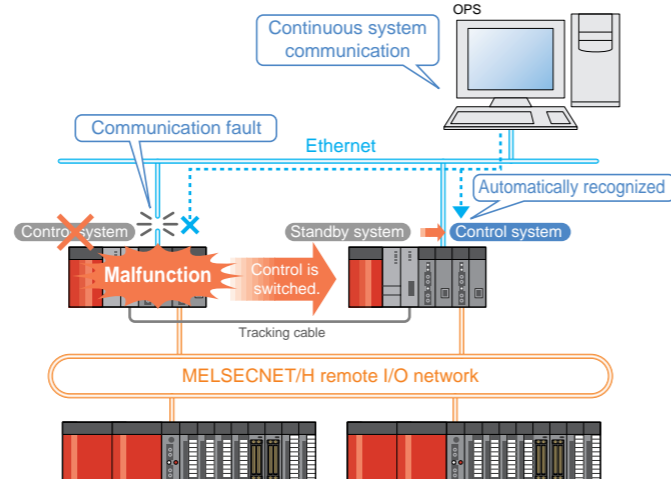 OPS
Continuous system
communication
Communication fault
Ethernet
Automatically recognized
Control system
Standby system
Control system
Malfunction
Control is
switched.
Tracking cable
MELSECNET/H remote I/O network